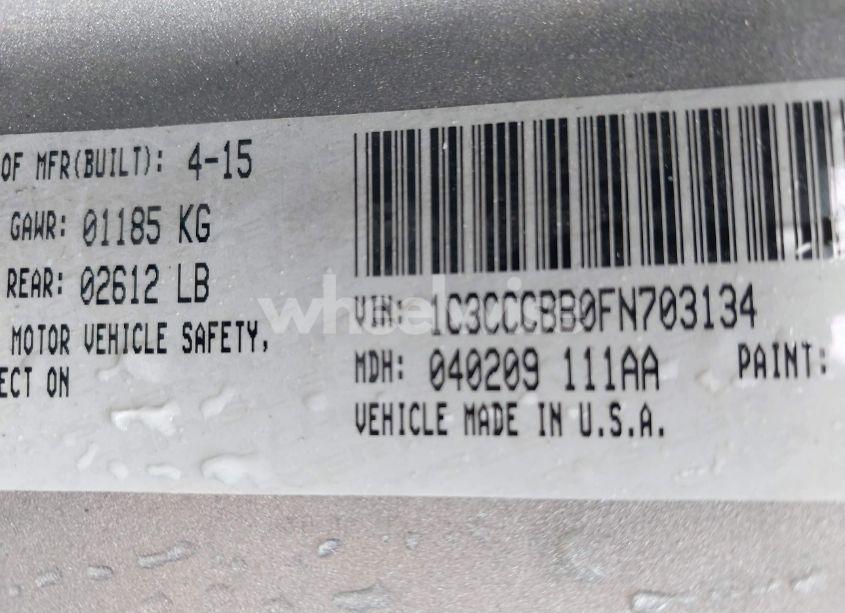 OF MFR(BUILT): 4-15
GAWR: 01185 KG
REAR: 02612 LB
MOTOR VEHICLE SAFETY,
ECT ON
VIN: 1C3CCCBB0FN703134
MDH: 040209 111AA PAINT:
VEHICLE MADE IN U.S.A.